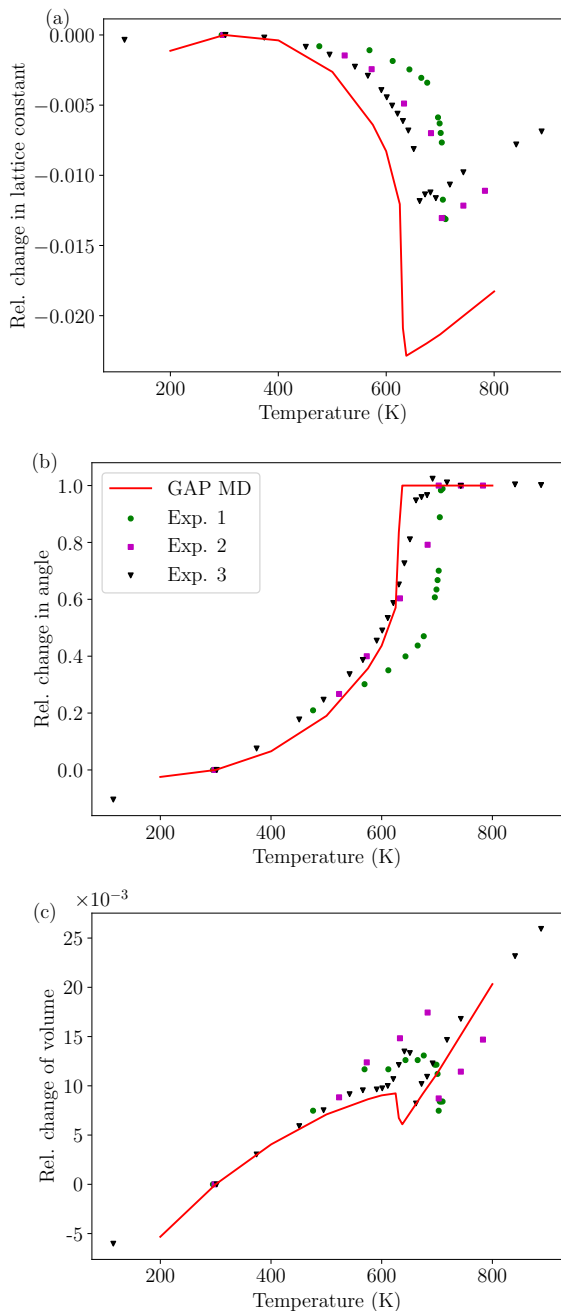 (a)
0.000
−0.005
−0.010
−0.015
−0.020
Rel. change in lattice constant
200 400 600 800
Temperature (K)
(b)
GAP MD
Exp. 1
Exp. 2
Exp. 3
1.0
0.8
0.6
0.4
0.2
0.0
Rel. change in angle
200 400 600 800
Temperature (K)
×10⁻³
(c)
25
20
15
10
5
0
-5
Rel. change of volume
200 400 600 800
Temperature (K)